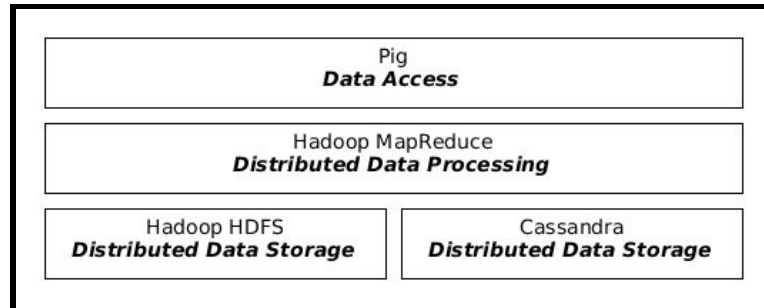 Pig
Data Access
Hadoop MapReduce
Distributed Data Processing
Hadoop HDFS
Distributed Data Storage
Cassandra
Distributed Data Storage